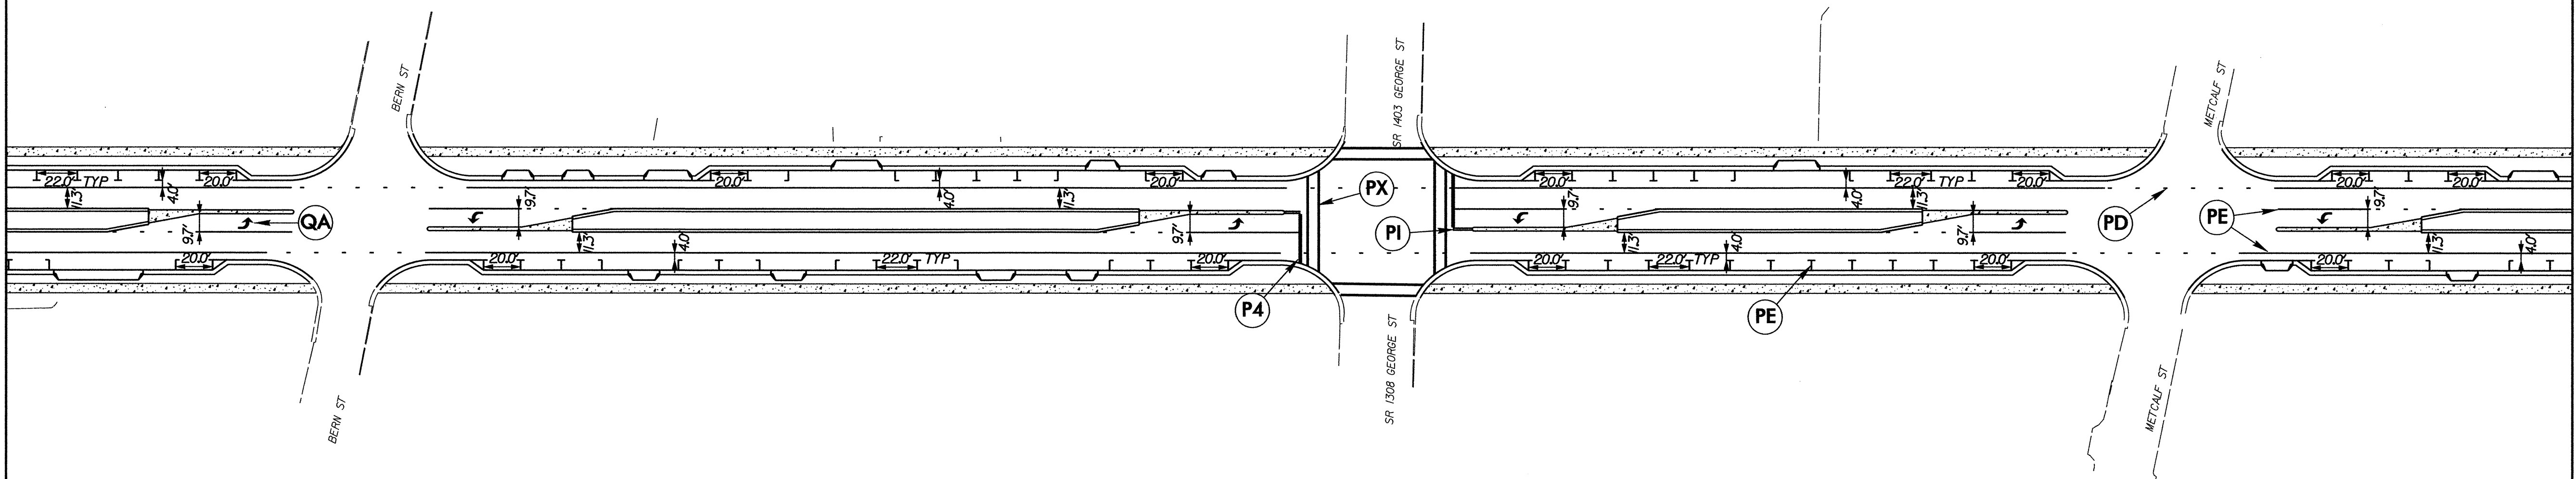 BERN ST
SR 1403 GEORGE ST
METCALF ST
22.0' TYP
4.0'
20.0'
11.3'
9.7'
QA
9.7'
20.0'
4.0'
11.3'
20.0'
9.7'
PX
20.0'
9.7'
4.0'
22.0' TYP
11.3'
20.0'
9.7'
PD
PE
20.0'
9.7'
20.0'
20.0'
20.0'
11.3'
4.0'
22.0' TYP
20.0'
PI
20.0'
11.3'
22.0' TYP
4.0'
20.0'
11.3'
4.0'
P4
PE
BERN ST
SR 1308 GEORGE ST
METCALF ST